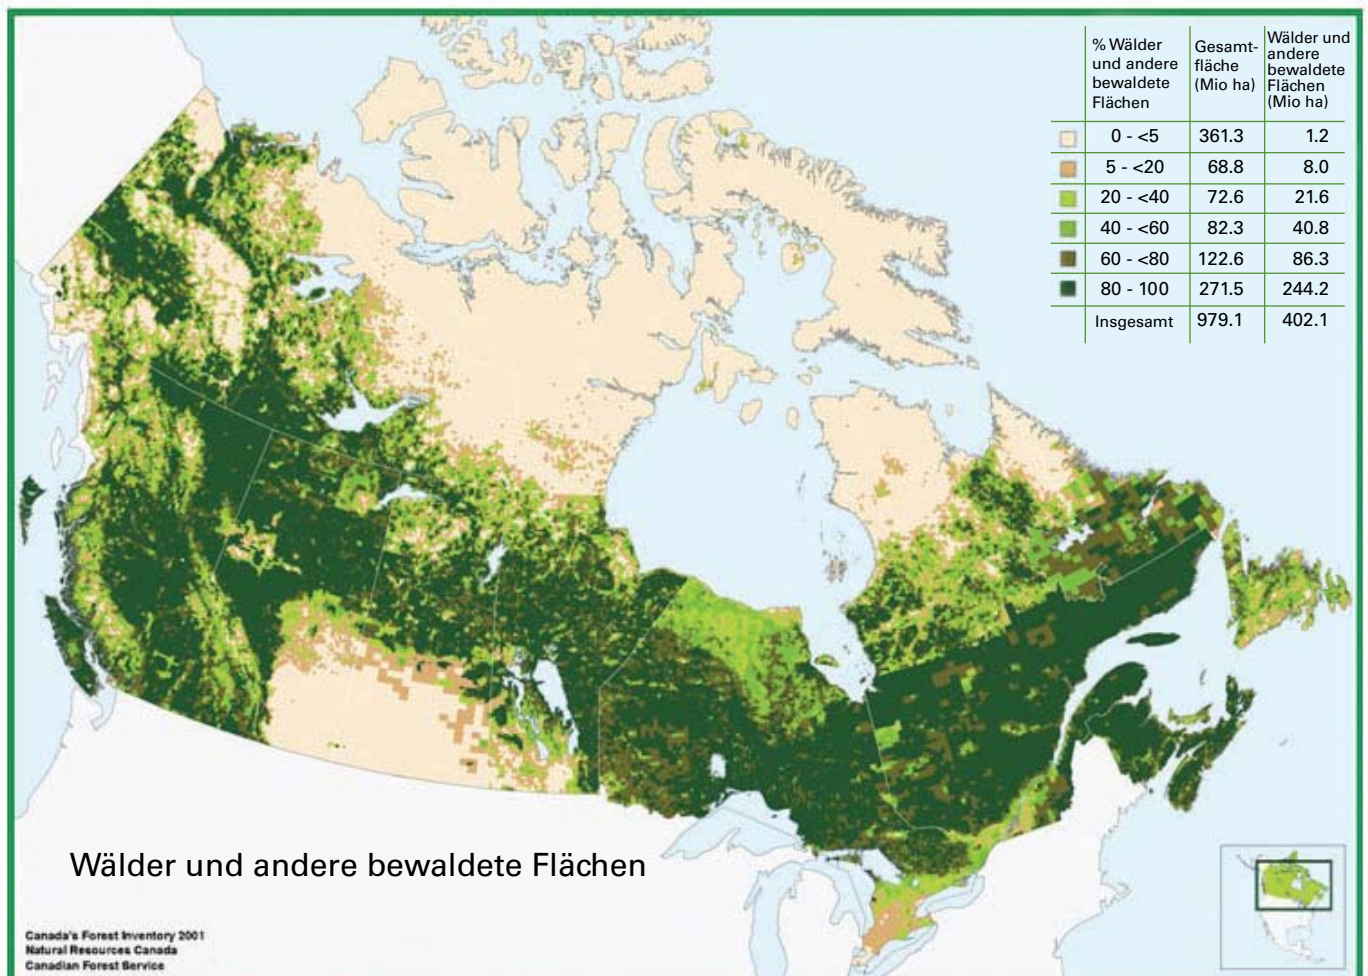 % Wälder
und andere
bewaldete
Flächen
Gesamt-
fläche
(Mio ha)
Wälder und
andere
bewaldete
Flächen
(Mio ha)
0 - <5 361.3 1.2
5 - <20 68.8 8.0
20 - <40 72.6 21.6
40 - <60 82.3 40.8
60 - <80 122.6 86.3
80 - 100 271.5 244.2
Insgesamt 979.1 402.1
Wälder und andere bewaldete Flächen
Canada's Forest Inventory 2001
Natural Resources Canada
Canadian Forest Service